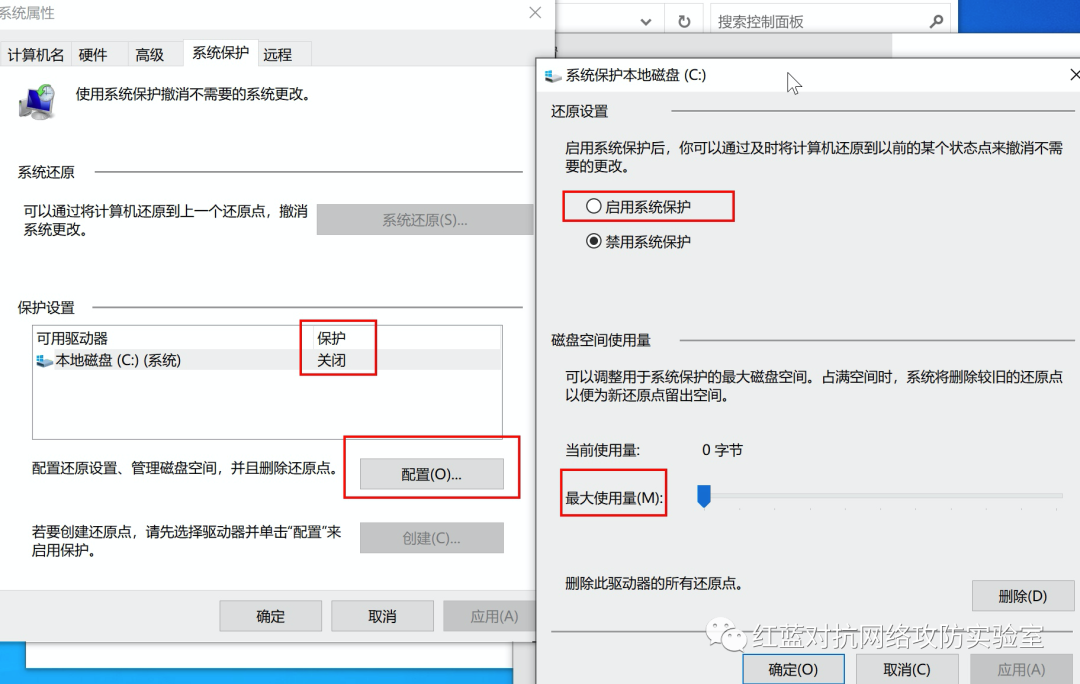 系统属性
搜索控制面板
计算机名
硬件
高级
系统保护
远程
使用系统保护撤消不需要的系统更改。
系统还原
可以通过将计算机还原到上一个还原点，撤消
系统更改。
系统还原(S)...
保护设置
可用驱动器
保护
本地磁盘 (C:) (系统)
关闭
配置还原设置、管理磁盘空间，并且删除还原点。
配置(O)...
若要创建还原点，请先选择驱动器并单击“配置”来
启用保护。
创建(C)...
确定
取消
应用(A)
系统保护本地磁盘 (C:)
还原设置
启用系统保护后，你可以通过及时将计算机还原到以前的某个状态点来撤消不需
要的更改。
启用系统保护
禁用系统保护
磁盘空间使用量
可以调整用于系统保护的最大磁盘空间。占满空间时，系统将删除较旧的还原点
以便为新还原点留出空间。
当前使用量:
0 字节
最大使用量(M):
删除此驱动器的所有还原点。
删除(D)
红蓝对抗网络攻防实验室
确定(O)
取消(C)
应用(A)